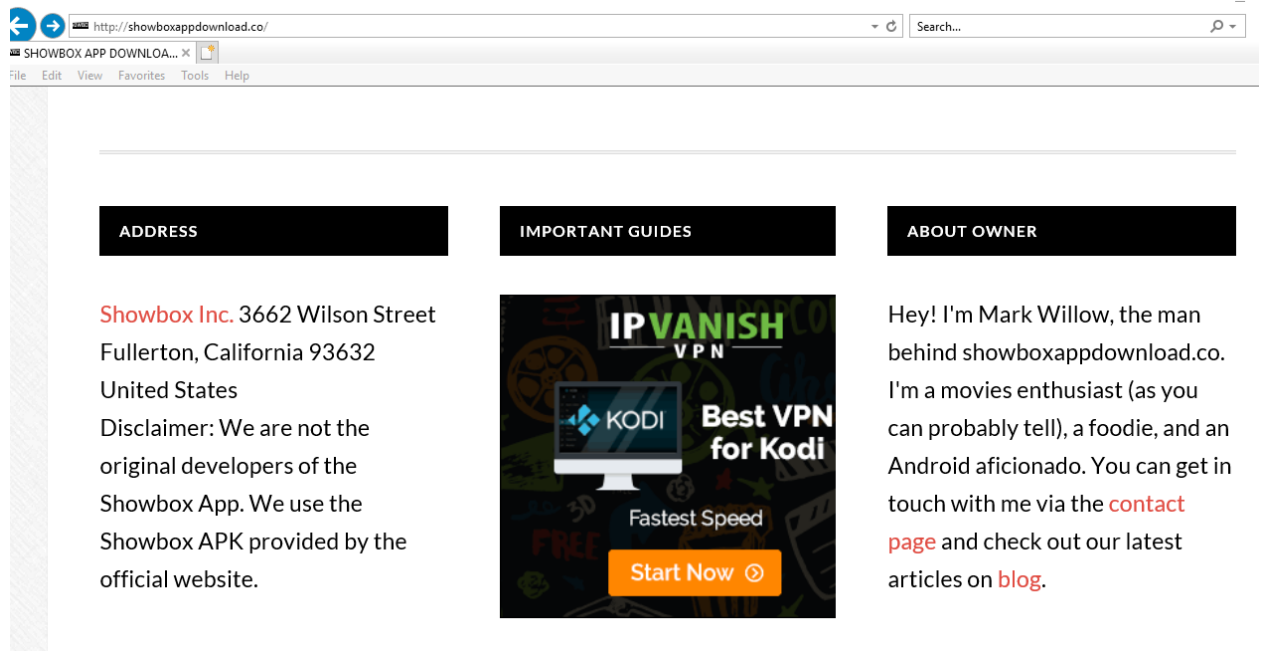 http://showboxappdownload.co/
Search...
SHOWBOX APP DOWNLOA...
File Edit View Favorites Tools Help
ADDRESS
Showbox Inc. 3662 Wilson Street
Fullerton, California 93632
United States
Disclaimer: We are not the
original developers of the
Showbox App. We use the
Showbox APK provided by the
official website.
IMPORTANT GUIDES
IPVANISH
VPN
KODI
Best VPN
for Kodi
Fastest Speed
3D
FREE
Start Now
ABOUT OWNER
Hey! I'm Mark Willow, the man
behind showboxappdownload.co.
I'm a movies enthusiast (as you
can probably tell), a foodie, and an
Android aficionado. You can get in
touch with me via the contact
page and check out our latest
articles on blog.